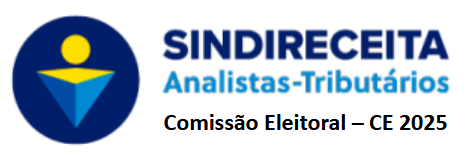 SINDIRECEITA
Analistas-Tributários
Comissão Eleitoral – CE 2025